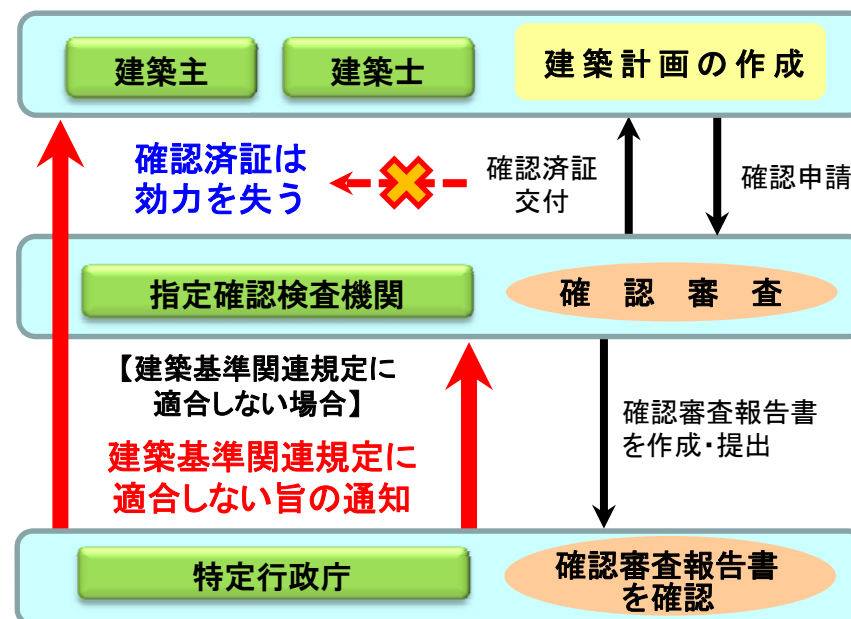 建築主
建築士
建築計画の作成
確認済証は
効力を失う
確認済証
交付
確認申請
指定確認検査機関
確認審査
【建築基準関連規定に
適合しない場合】
確認審査報告書
を作成・提出
建築基準関連規定に
適合しない旨の通知
特定行政庁
確認審査報告書
を確認